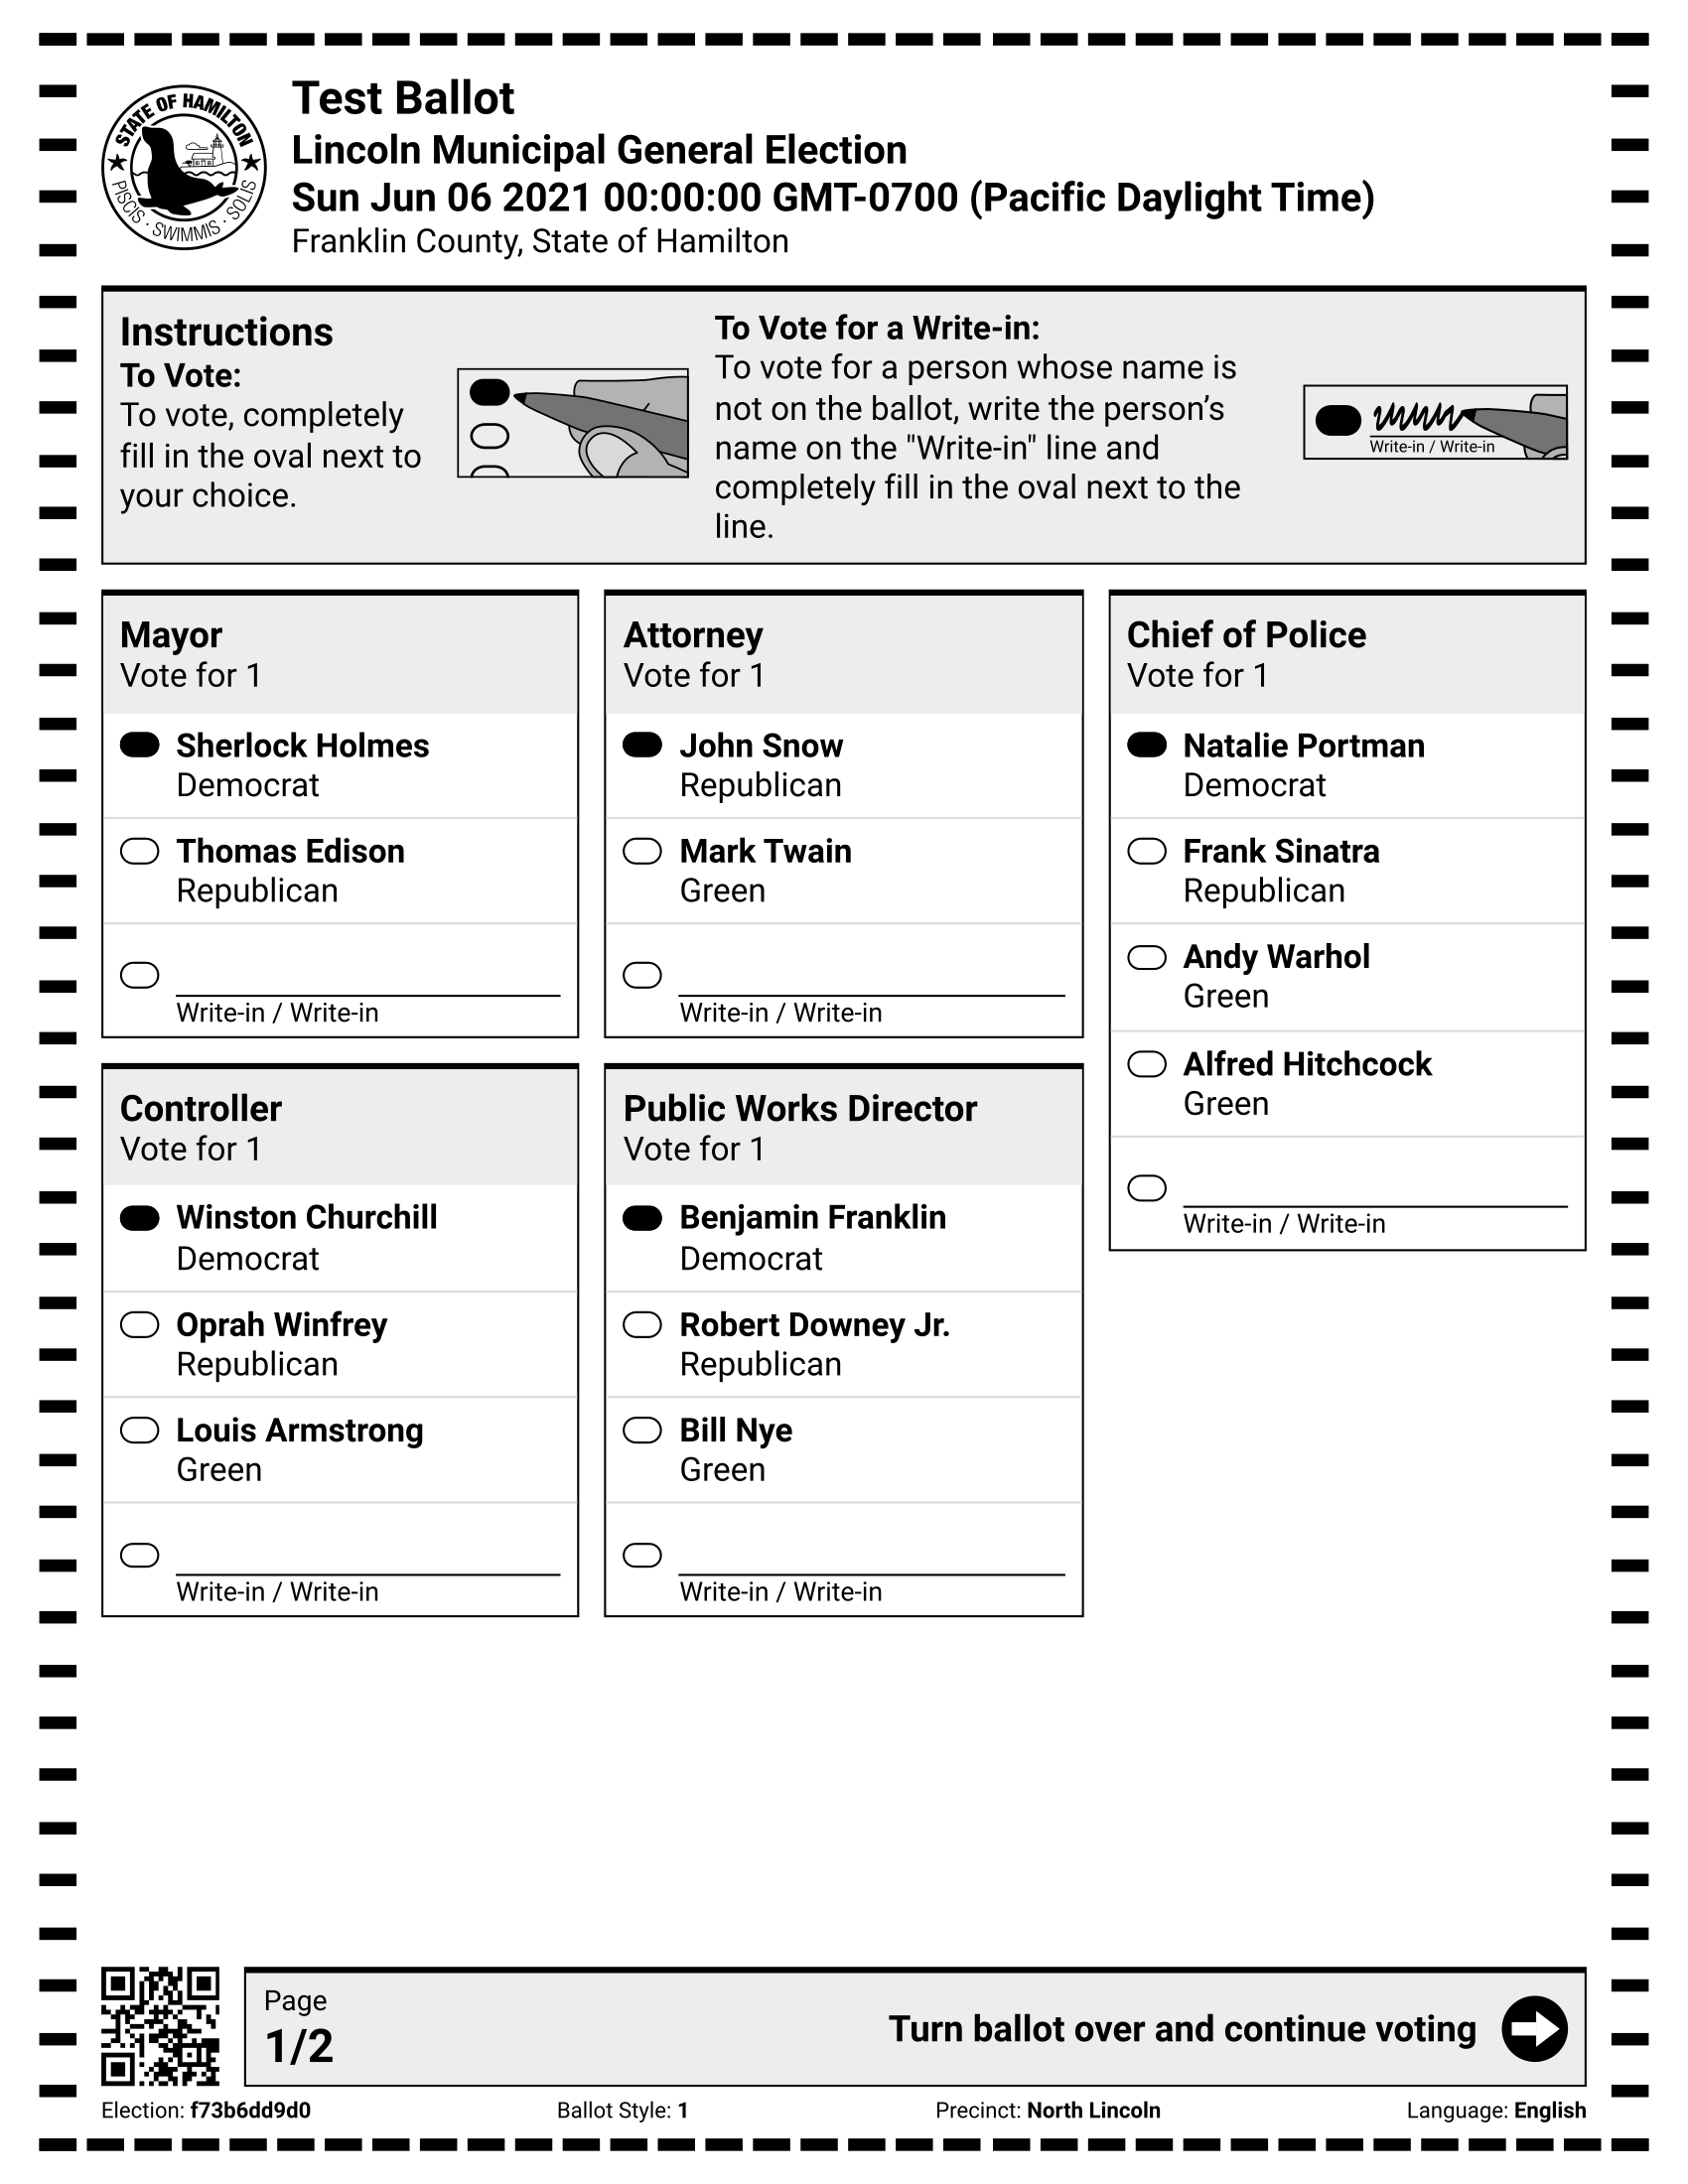 STATE OF HAMILTON
PISCIS · SWIMMIS · SOLIS
Test Ballot
Lincoln Municipal General Election
Sun Jun 06 2021 00:00:00 GMT-0700 (Pacific Daylight Time)
Franklin County, State of Hamilton
Instructions
To Vote:
To vote, completely
fill in the oval next to
your choice.
To Vote for a Write-in:
To vote for a person whose name is
not on the ballot, write the person’s
name on the "Write-in" line and
completely fill in the oval next to the
line.
Write-in / Write-in
Mayor
Vote for 1
Sherlock Holmes
Democrat
Thomas Edison
Republican
Write-in / Write-in
Controller
Vote for 1
Winston Churchill
Democrat
Oprah Winfrey
Republican
Louis Armstrong
Green
Write-in / Write-in
Attorney
Vote for 1
John Snow
Republican
Mark Twain
Green
Write-in / Write-in
Public Works Director
Vote for 1
Benjamin Franklin
Democrat
Robert Downey Jr.
Republican
Bill Nye
Green
Write-in / Write-in
Chief of Police
Vote for 1
Natalie Portman
Democrat
Frank Sinatra
Republican
Andy Warhol
Green
Alfred Hitchcock
Green
Write-in / Write-in
Page
1/2
Turn ballot over and continue voting
Election: f73b6dd9d0 Ballot Style: 1 Precinct: North Lincoln Language: English